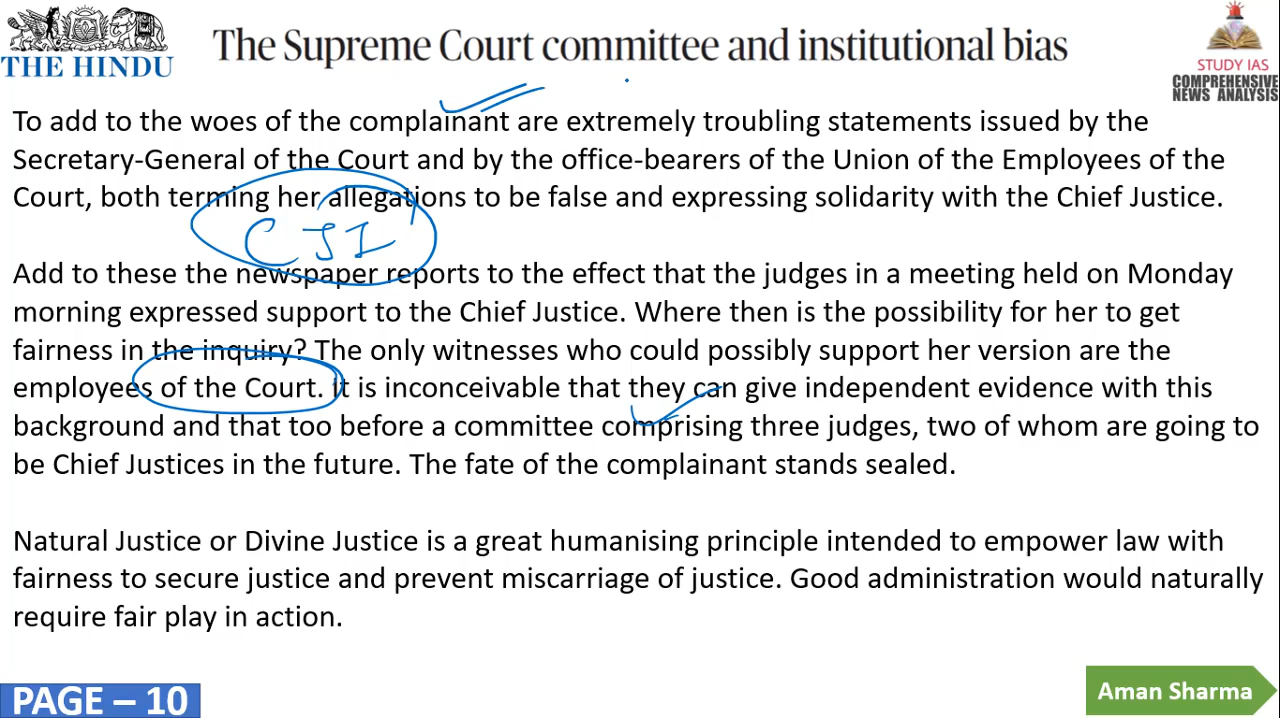 THE HINDU
The Supreme Court committee and institutional bias
STUDY IAS
COMPREHENSIVE
NEWS ANALYSIS
To add to the woes of the complainant are extremely troubling statements issued by the
Secretary-General of the Court and by the office-bearers of the Union of the Employees of the
Court, both terming her allegations to be false and expressing solidarity with the Chief Justice.
CJI
Add to these the newspaper reports to the effect that the judges in a meeting held on Monday
morning expressed support to the Chief Justice. Where then is the possibility for her to get
fairness in the inquiry? The only witnesses who could possibly support her version are the
employees of the Court. It is inconceivable that they can give independent evidence with this
background and that too before a committee comprising three judges, two of whom are going to
be Chief Justices in the future. The fate of the complainant stands sealed.
Natural Justice or Divine Justice is a great humanising principle intended to empower law with
fairness to secure justice and prevent miscarriage of justice. Good administration would naturally
require fair play in action.
PAGE – 10
Aman Sharma